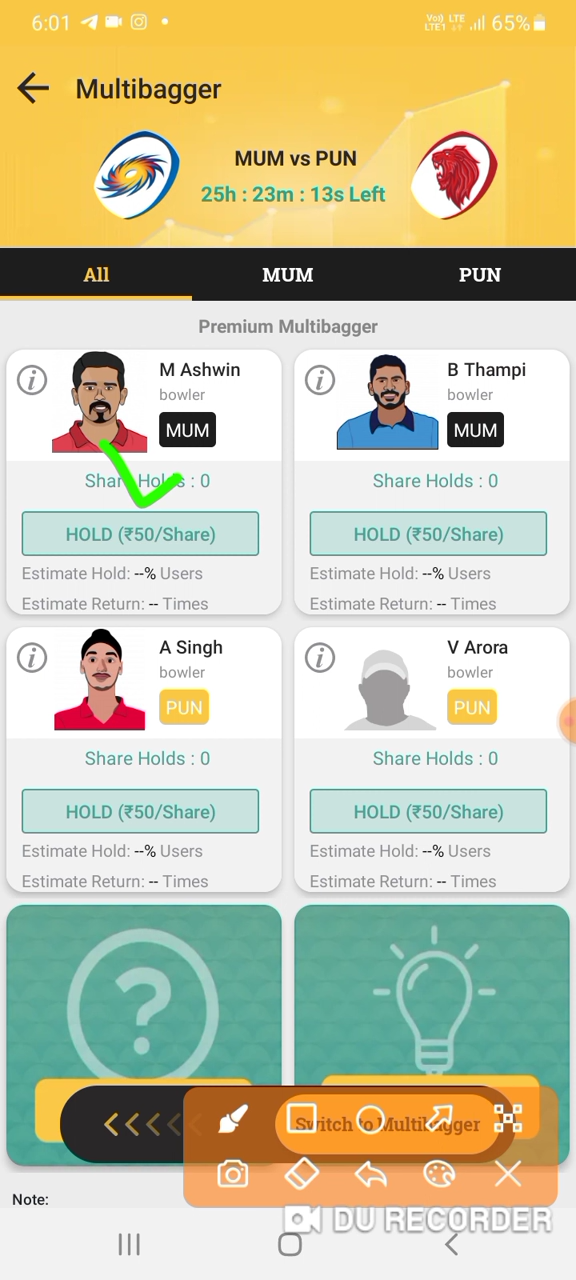 6:01
Vo) LTE
LTE1
65%
Multibagger
MUM vs PUN
25h : 23m : 13s Left
All MUM PUN
Premium Multibagger
i M Ashwin
bowler
MUM
Share Holds : 0
HOLD (₹50/Share)
Estimate Hold: --% Users
Estimate Return: -- Times
i B Thampi
bowler
MUM
Share Holds : 0
HOLD (₹50/Share)
Estimate Hold: --% Users
Estimate Return: -- Times
i A Singh
bowler
PUN
Share Holds : 0
HOLD (₹50/Share)
Estimate Hold: --% Users
Estimate Return: -- Times
i V Arora
bowler
PUN
Share Holds : 0
HOLD (₹50/Share)
Estimate Hold: --% Users
Estimate Return: -- Times
?
Switch to Multibagger
Note:
DU RECORDER